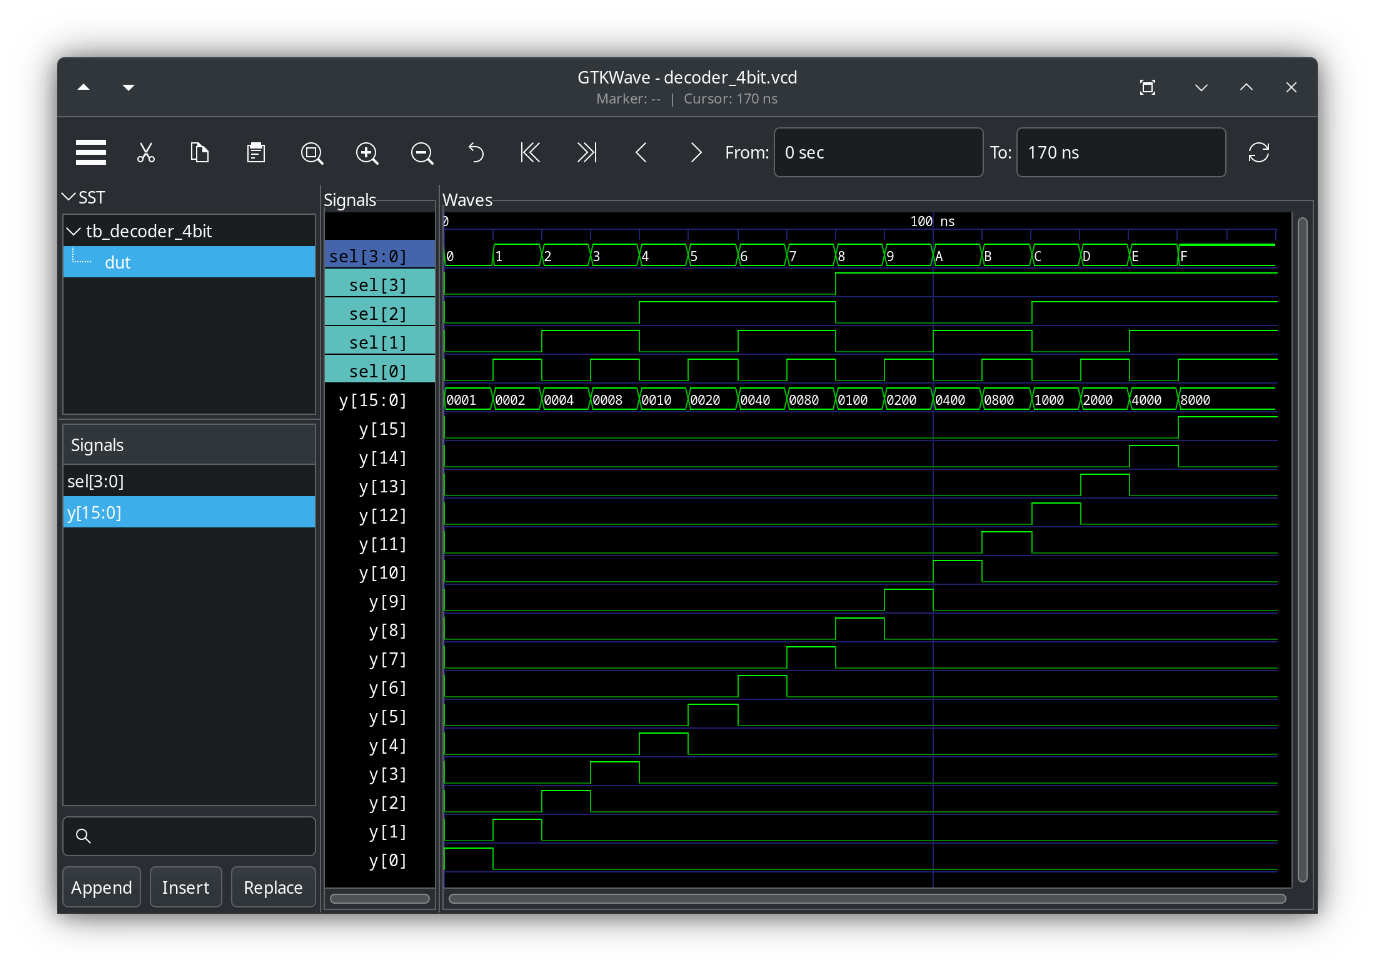 GTKWave - decoder_4bit.vcd
Marker: -- | Cursor: 170 ns
From: 0 sec To: 170 ns
SST
tb_decoder_4bit
dut
Signals
sel[3:0]
y[15:0]
Append Insert Replace
Signals
sel[3:0]
sel[3]
sel[2]
sel[1]
sel[0]
y[15:0]
y[15]
y[14]
y[13]
y[12]
y[11]
y[10]
y[9]
y[8]
y[7]
y[6]
y[5]
y[4]
y[3]
y[2]
y[1]
y[0]
Waves
0 100 ns
0 1 2 3 4 5 6 7 8 9 A B C D E F
0001 0002 0004 0008 0010 0020 0040 0080 0100 0200 0400 0800 1000 2000 4000 8000